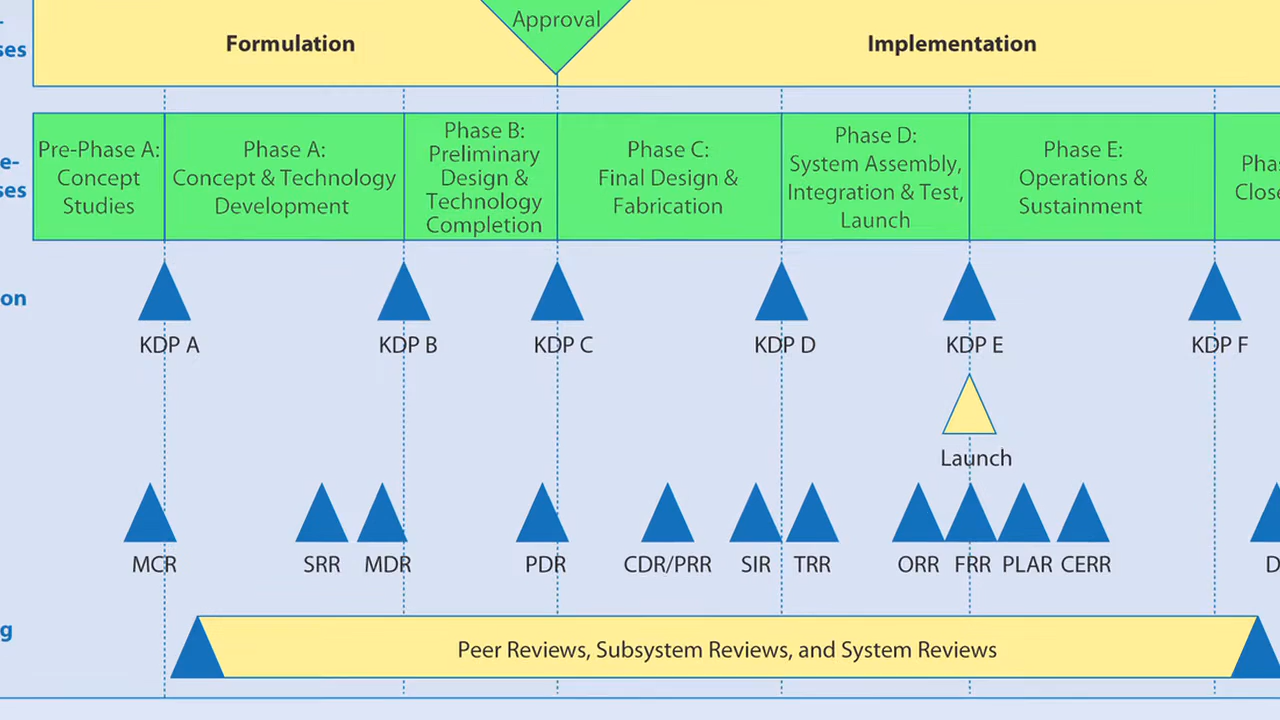 Approval
Formulation
Implementation
Pre-Phase A:
Concept
Studies
Phase A:
Concept & Technology
Development
Phase B:
Preliminary
Design &
Technology
Completion
Phase C:
Final Design &
Fabrication
Phase D:
System Assembly,
Integration & Test,
Launch
Phase E:
Operations &
Sustainment
KDP A
KDP B
KDP C
KDP D
KDP E
KDP F
Launch
MCR
SRR
MDR
PDR
CDR/PRR
SIR
TRR
ORR
FRR
PLAR
CERR
Peer Reviews, Subsystem Reviews, and System Reviews